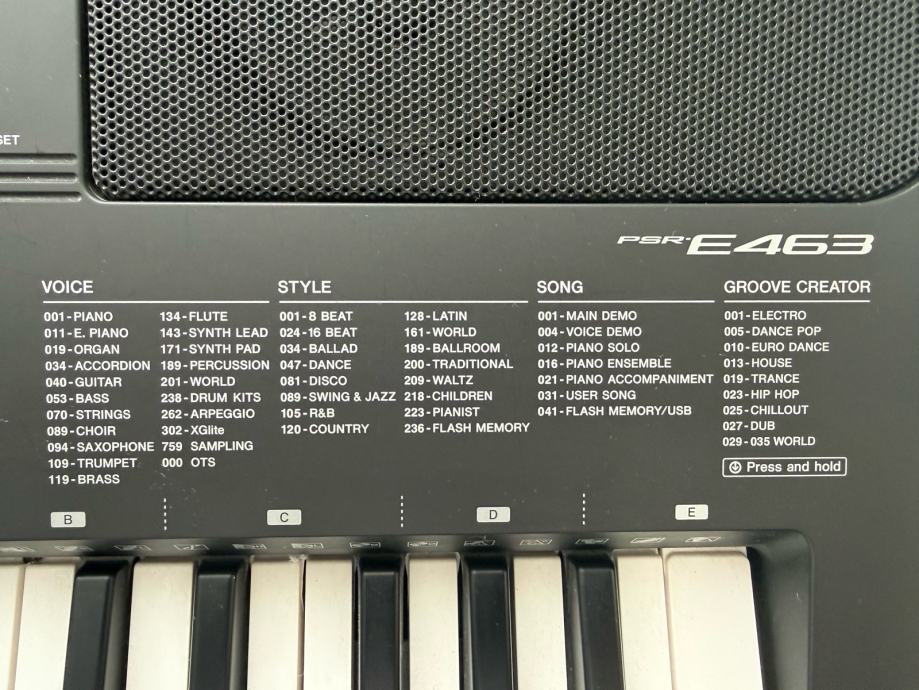 SET
PSR-E463
VOICE
001-PIANO
011-E. PIANO
019-ORGAN
034-ACCORDION
040-GUITAR
053-BASS
070-STRINGS
089-CHOIR
094-SAXOPHONE
109-TRUMPET
119-BRASS
134-FLUTE
143-SYNTH LEAD
171-SYNTH PAD
189-PERCUSSION
201-WORLD
238-DRUM KITS
262-ARPEGGIO
302-XGlite
759 SAMPLING
000 OTS
STYLE
001-8 BEAT
024-16 BEAT
034-BALLAD
047-DANCE
081-DISCO
089-SWING & JAZZ
105-R&B
120-COUNTRY
128-LATIN
161-WORLD
189-BALLROOM
200-TRADITIONAL
209-WALTZ
218-CHILDREN
223-PIANIST
236-FLASH MEMORY
SONG
001-MAIN DEMO
004-VOICE DEMO
012-PIANO SOLO
016-PIANO ENSEMBLE
021-PIANO ACCOMPANIMENT
031-USER SONG
041-FLASH MEMORY/USB
GROOVE CREATOR
001-ELECTRO
005-DANCE POP
010-EURO DANCE
013-HOUSE
019-TRANCE
023-HIP HOP
025-CHILLOUT
027-DUB
029-035 WORLD
Press and hold
B
C
D
E